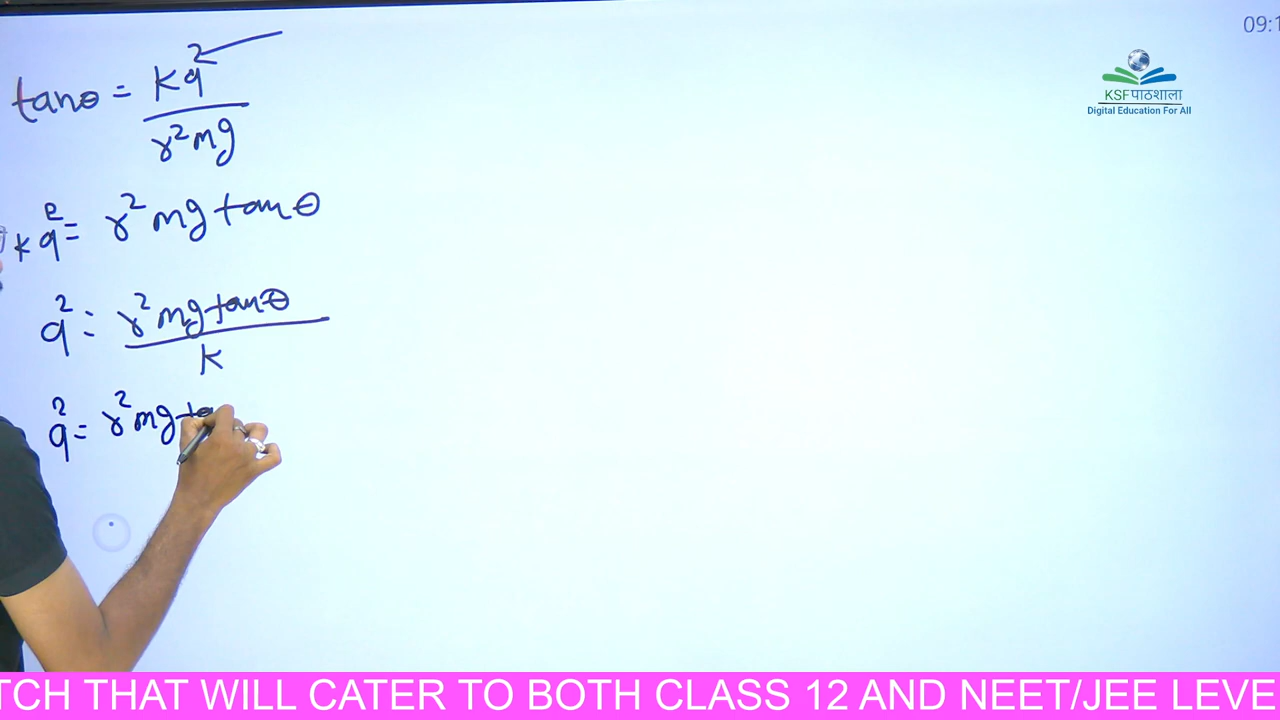 09:1
KSFपाठशाला
Digital Education For All
tanθ = kq²
r²mg
kq² = r²mg tanθ
q² = r²mg tanθ
k
q² = r²mg ta
TCH THAT WILL CATER TO BOTH CLASS 12 AND NEET/JEE LEVE